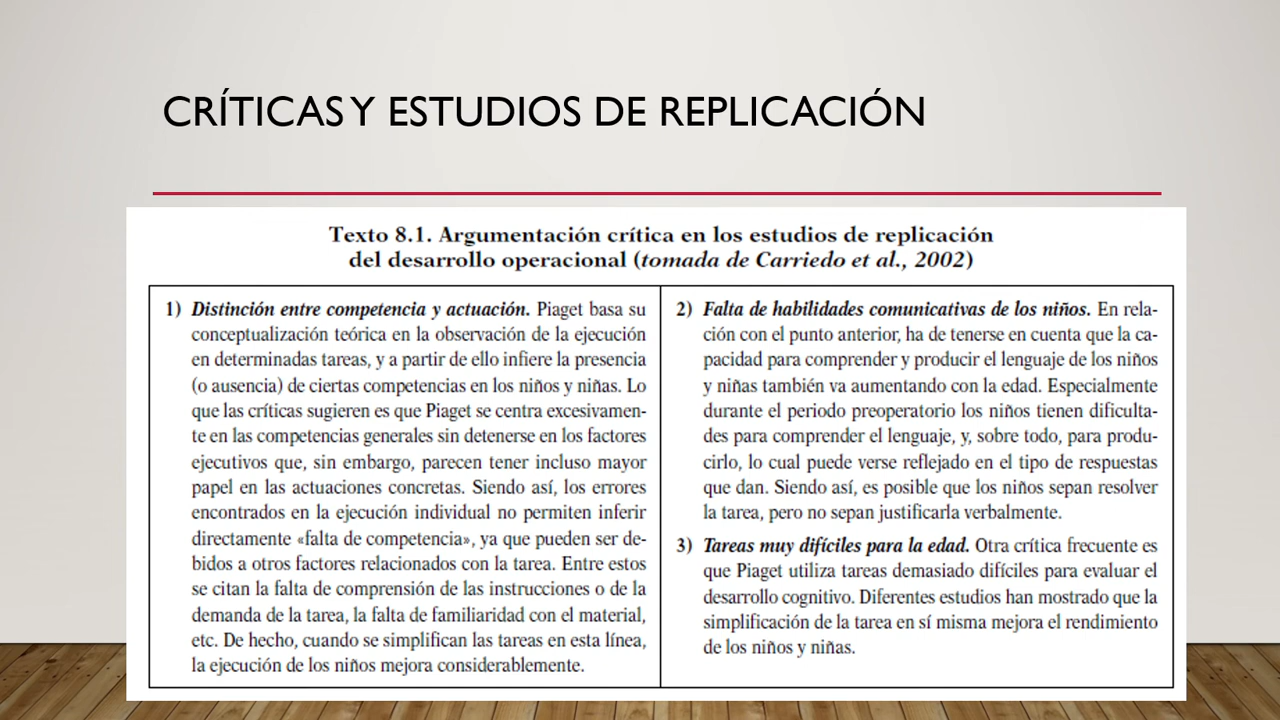 CRÍTICAS Y ESTUDIOS DE REPLICACIÓN
Texto 8.1. Argumentación crítica en los estudios de replicación
del desarrollo operacional (tomada de Carriedo et al., 2002)
1) Distinción entre competencia y actuación. Piaget basa su
conceptualización teórica en la observación de la ejecución
en determinadas tareas, y a partir de ello infiere la presencia
(o ausencia) de ciertas competencias en los niños y niñas. Lo
que las críticas sugieren es que Piaget se centra excesivamen-
te en las competencias generales sin detenerse en los factores
ejecutivos que, sin embargo, parecen tener incluso mayor
papel en las actuaciones concretas. Siendo así, los errores
encontrados en la ejecución individual no permiten inferir
directamente «falta de competencia», ya que pueden ser de-
bidos a otros factores relacionados con la tarea. Entre estos
se citan la falta de comprensión de las instrucciones o de la
demanda de la tarea, la falta de familiaridad con el material,
etc. De hecho, cuando se simplifican las tareas en esta línea,
la ejecución de los niños mejora considerablemente.
2) Falta de habilidades comunicativas de los niños. En rela-
ción con el punto anterior, ha de tenerse en cuenta que la ca-
pacidad para comprender y producir el lenguaje de los niños
y niñas también va aumentando con la edad. Especialmente
durante el periodo preoperatorio los niños tienen dificulta-
des para comprender el lenguaje, y, sobre todo, para produ-
cirlo, lo cual puede verse reflejado en el tipo de respuestas
que dan. Siendo así, es posible que los niños sepan resolver
la tarea, pero no sepan justificarla verbalmente.
3) Tareas muy difíciles para la edad. Otra crítica frecuente es
que Piaget utiliza tareas demasiado difíciles para evaluar el
desarrollo cognitivo. Diferentes estudios han mostrado que la
simplificación de la tarea en sí misma mejora el rendimiento
de los niños y niñas.